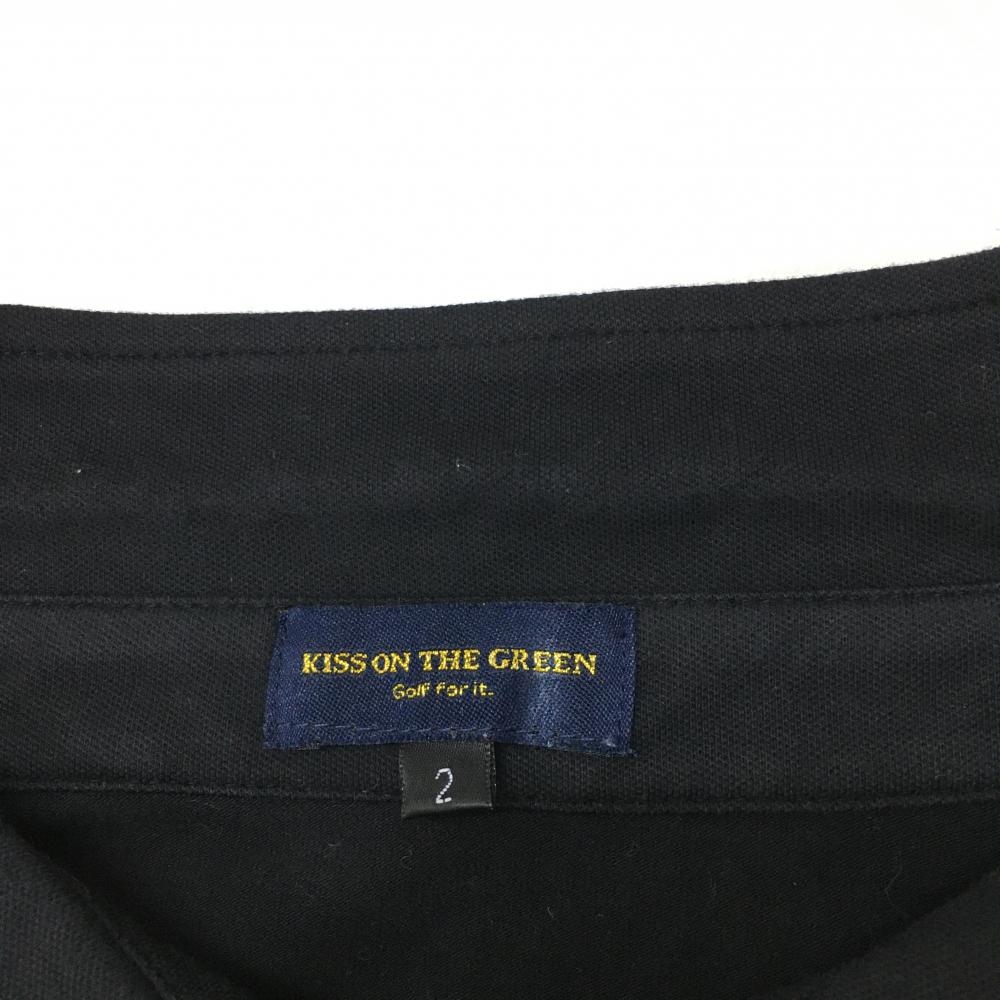 KISS ON THE GREEN
Golf for it.
2